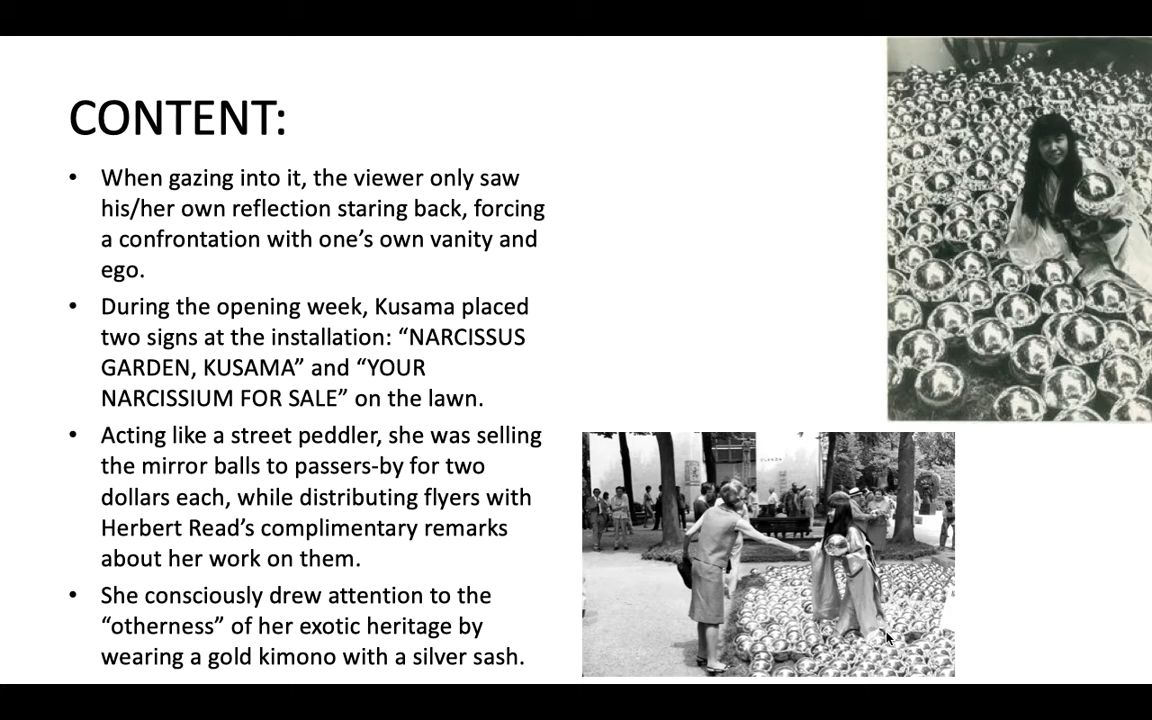 CONTENT:
• When gazing into it, the viewer only saw
his/her own reflection staring back, forcing
a confrontation with one’s own vanity and
ego.
• During the opening week, Kusama placed
two signs at the installation: “NARCISSUS
GARDEN, KUSAMA” and “YOUR
NARCISSIUM FOR SALE” on the lawn.
• Acting like a street peddler, she was selling
the mirror balls to passers-by for two
dollars each, while distributing flyers with
Herbert Read’s complimentary remarks
about her work on them.
• She consciously drew attention to the
“otherness” of her exotic heritage by
wearing a gold kimono with a silver sash.